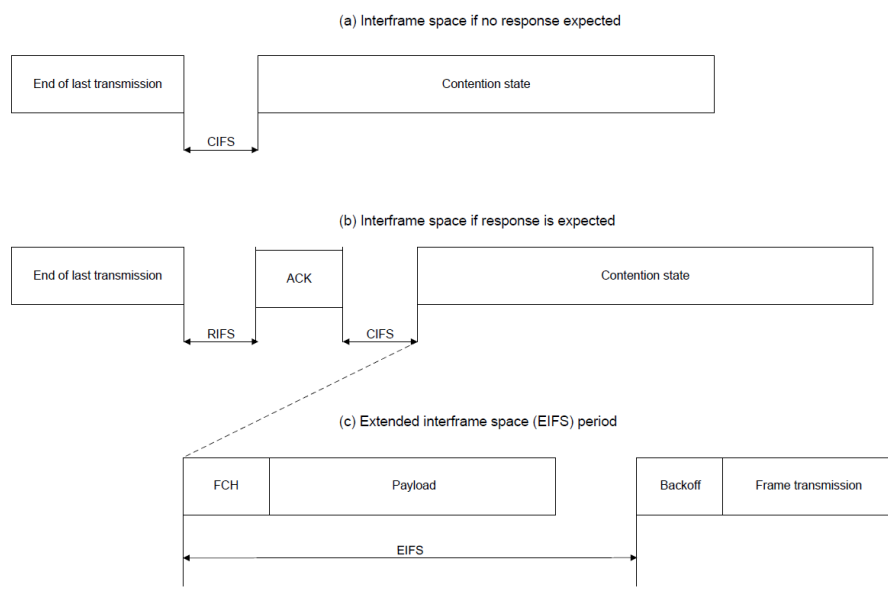 (a) Interframe space if no response expected
End of last transmission
Contention state
CIFS
(b) Interframe space if response is expected
End of last transmission
ACK
Contention state
RIFS
CIFS
(c) Extended interframe space (EIFS) period
FCH
Payload
Backoff
Frame transmission
EIFS